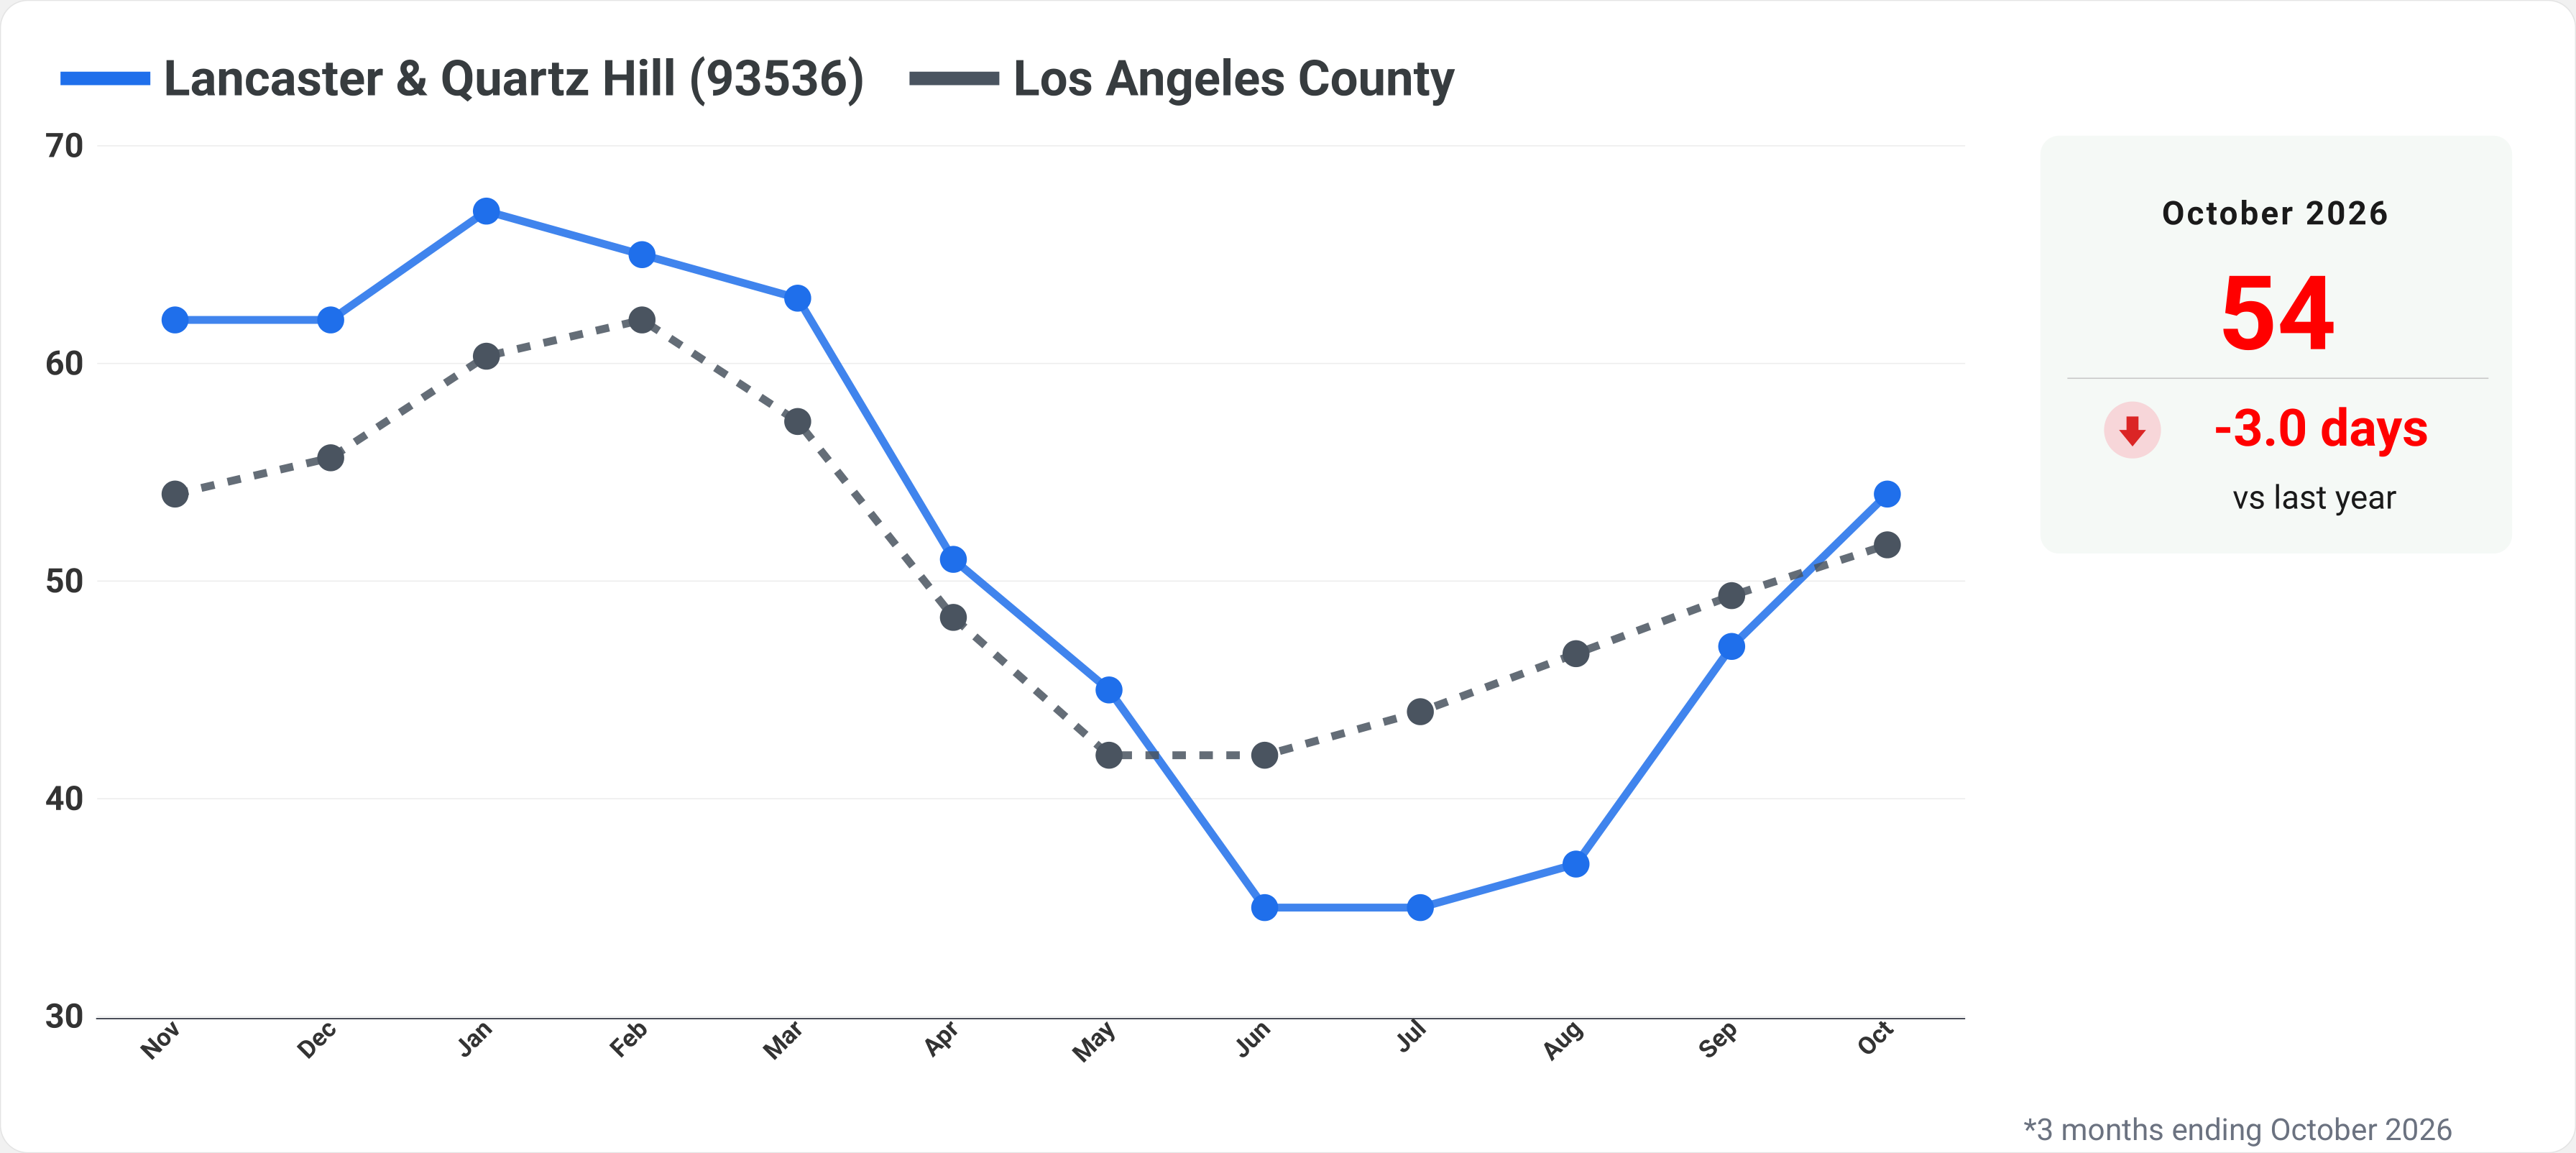 Lancaster & Quartz Hill (93536) Los Angeles County
70
60
50
40
30
Nov Dec Jan Feb Mar Apr May Jun Jul Aug Sep Oct
October 2026
54
-3.0 days
vs last year
*3 months ending October 2026